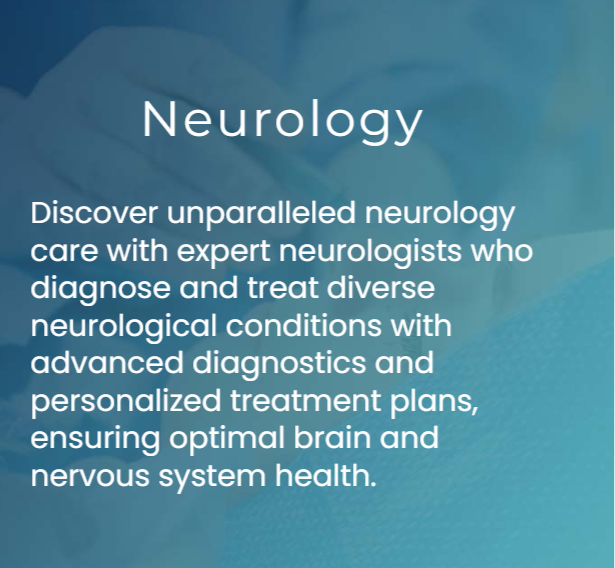 Neurology
Discover unparalleled neurology
care with expert neurologists who
diagnose and treat diverse
neurological conditions with
advanced diagnostics and
personalized treatment plans,
ensuring optimal brain and
nervous system health.